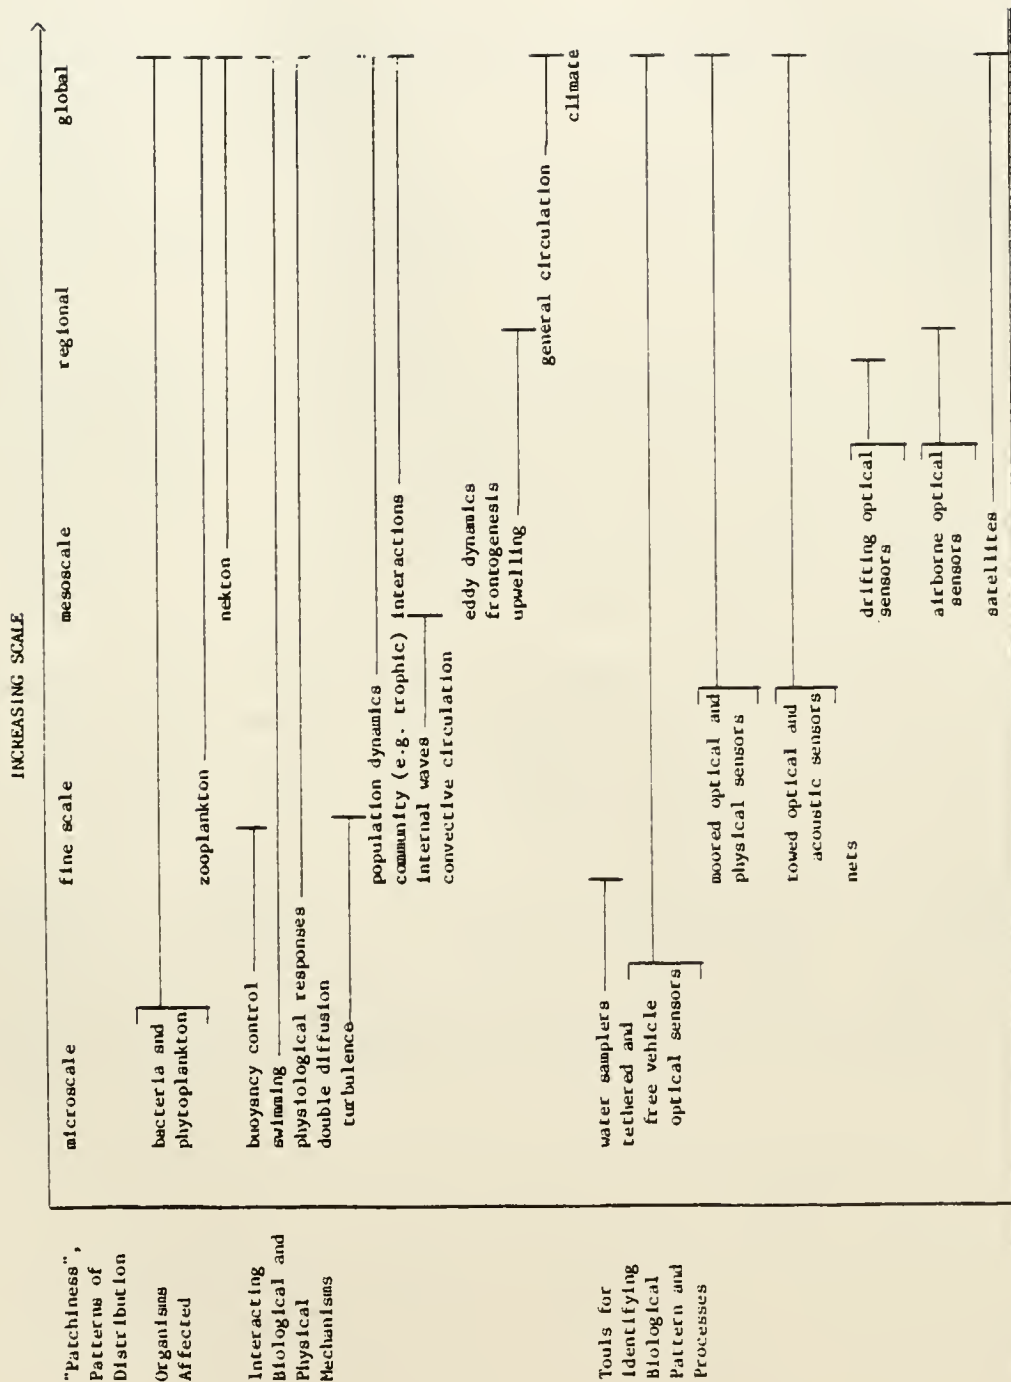 INCREASING SCALE
microscale fine scale mesoscale regional global
"Patchiness",
Patterns of
Distribution
Organisms
Affected
bacteria snd
phytoplankton
zooplankton
nekton
Interacting
Biological and
Physical
Mechanisms
buoyancy control
swimming
physiological responses
double diffusion
turbulence
population dynamics
community (e.g. trophic) interactions
internal waves
convective circulation
eddy dynamics
frontogenesis
upwelling
general circulation
climate
Touls for
Identifying
Biological
Pattern and
Processes
water samplers
tethered and
free vehicle
optical sensors
moored optical and
physical sensors
towed optical and
acoustic sensors
nets
drifting optical
sensors
airborne optical
sensors
satellites